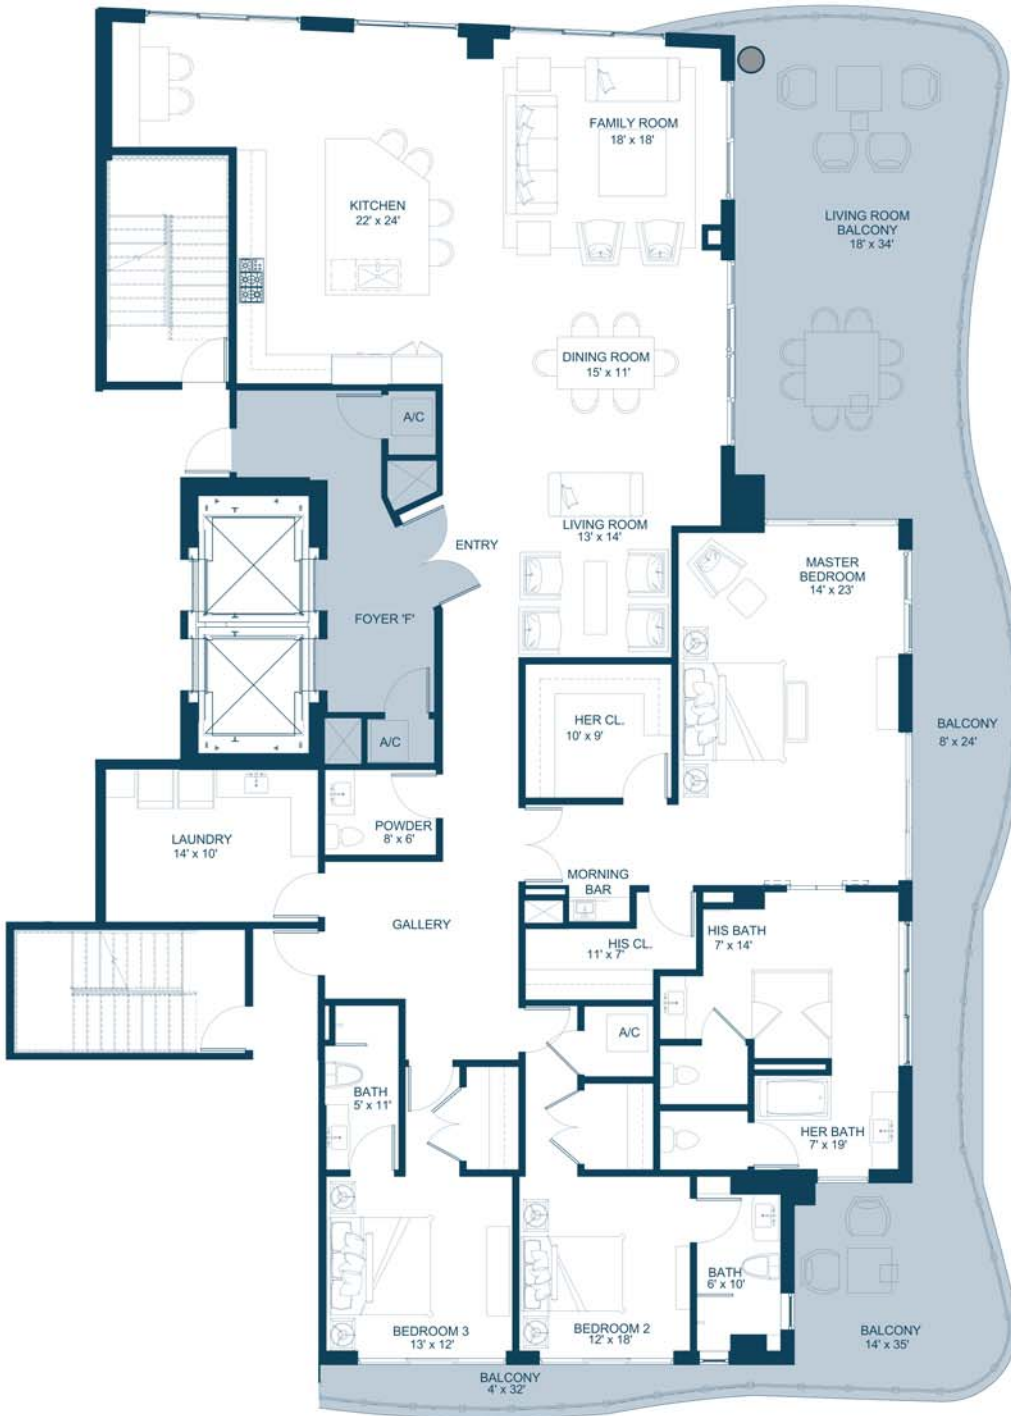 FAMILY ROOM
18' x 18'
KITCHEN
22' x 24'
LIVING ROOM
BALCONY
18' x 34'
DINING ROOM
15' x 11'
A/C
LIVING ROOM
13' x 14'
ENTRY
MASTER
BEDROOM
14' x 23'
FOYER 'F'
HER CL.
10' x 9'
BALCONY
8' x 24'
A/C
POWDER
8' x 6'
LAUNDRY
14' x 10'
MORNING
BAR
GALLERY
HIS CL.
11' x 7'
HIS BATH
7' x 14'
A/C
BATH
5' x 11'
HER BATH
7' x 19'
BATH
6' x 10'
BEDROOM 3
13' x 12'
BEDROOM 2
12' x 18'
BALCONY
14' x 35'
BALCONY
4' x 32'